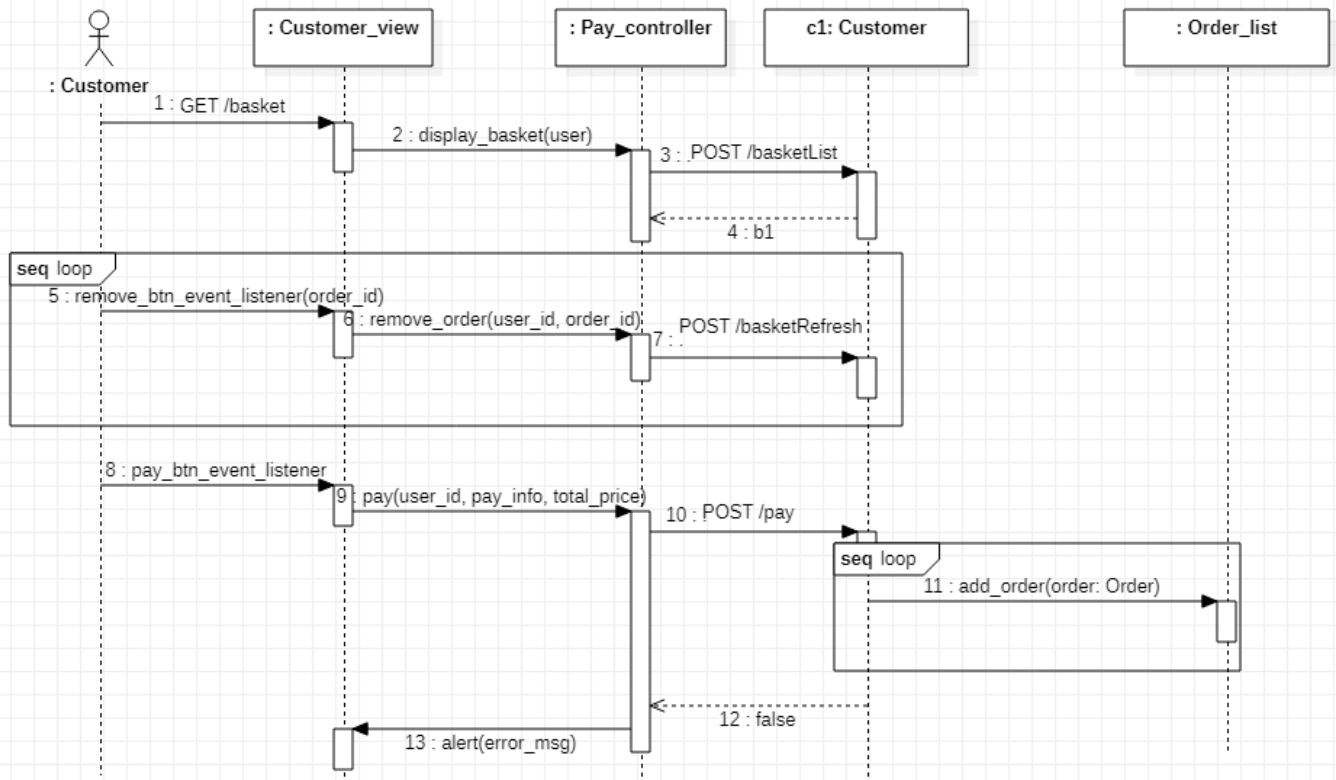 : Customer_view
: Pay_controller
c1: Customer
: Order_list
: Customer
1 : GET /basket
2 : display_basket(user)
3 : .POST /basketList
4 : b1
seq loop
5 : remove_btn_event_listener(order_id)
6 : remove_order(user_id, order_id)
7 : . POST /basketRefresh
8 : pay_btn_event_listener
9 : pay(user_id, pay_info, total_price)
10 : POST /pay
seq loop
11 : add_order(order: Order)
12 : false
13 : alert(error_msg)